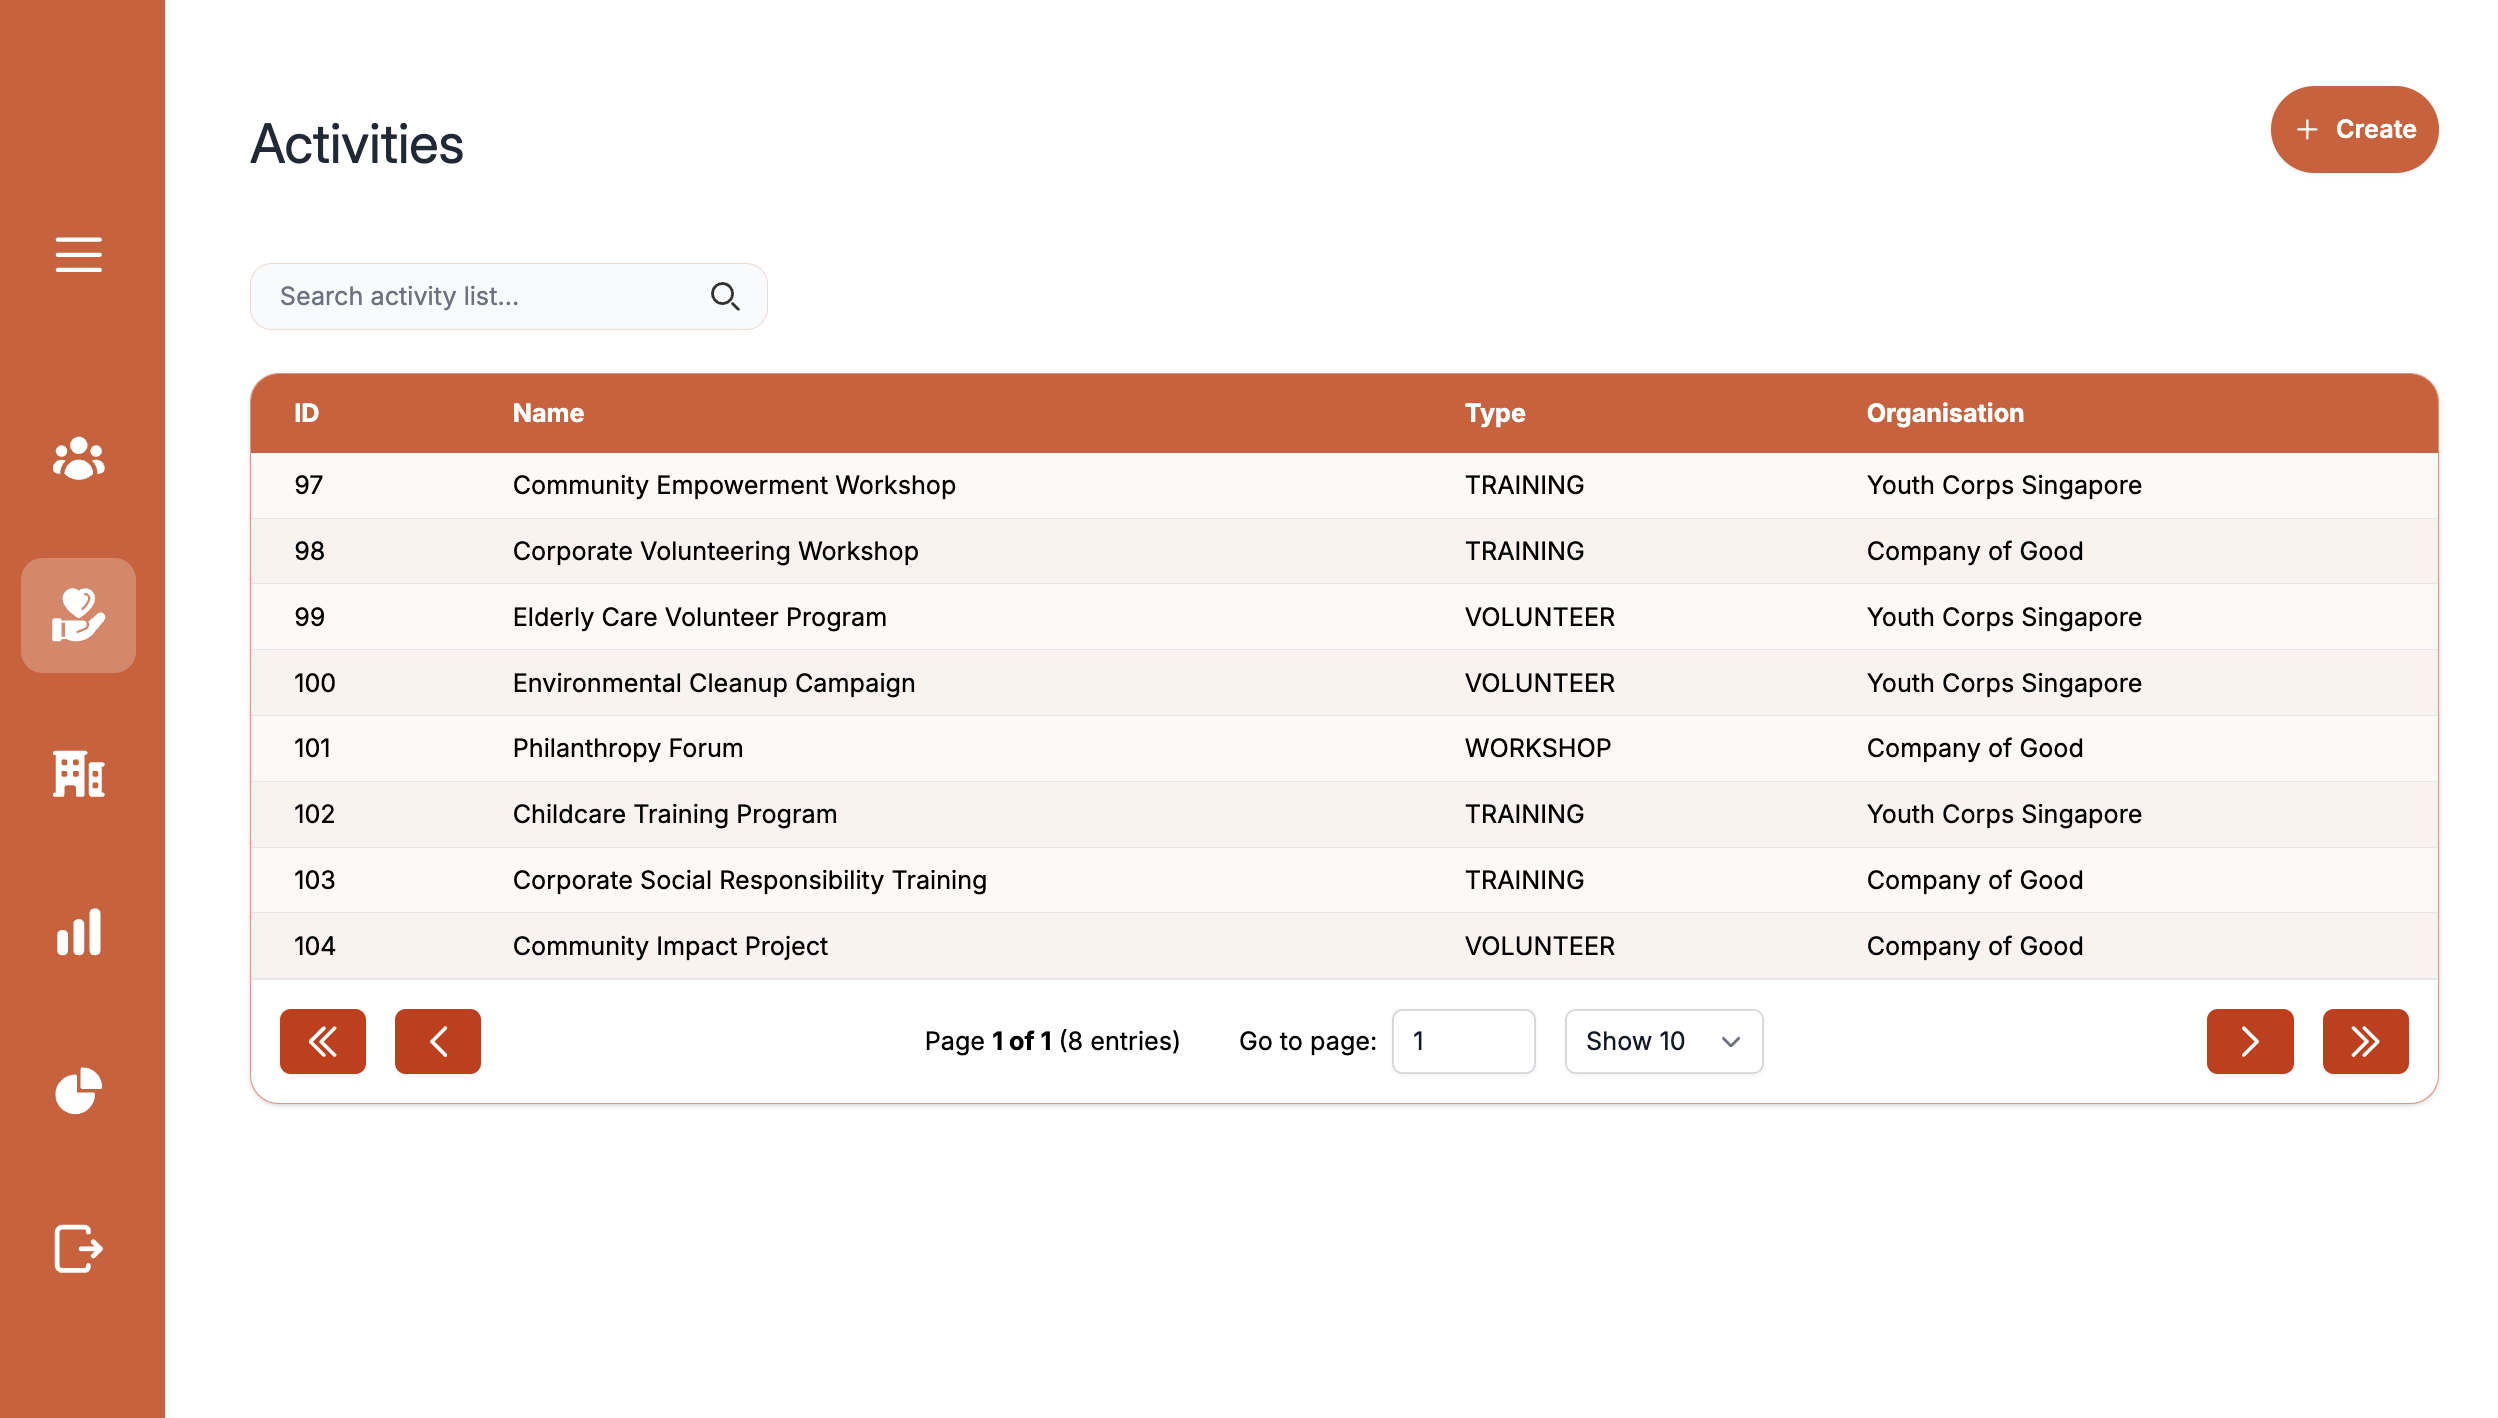 Activities
+ Create
Search activity list...
ID Name Type Organisation
97 Community Empowerment Workshop TRAINING Youth Corps Singapore
98 Corporate Volunteering Workshop TRAINING Company of Good
99 Elderly Care Volunteer Program VOLUNTEER Youth Corps Singapore
100 Environmental Cleanup Campaign VOLUNTEER Youth Corps Singapore
101 Philanthropy Forum WORKSHOP Company of Good
102 Childcare Training Program TRAINING Youth Corps Singapore
103 Corporate Social Responsibility Training TRAINING Company of Good
104 Community Impact Project VOLUNTEER Company of Good
Page 1 of 1 (8 entries) Go to page: 1 Show 10